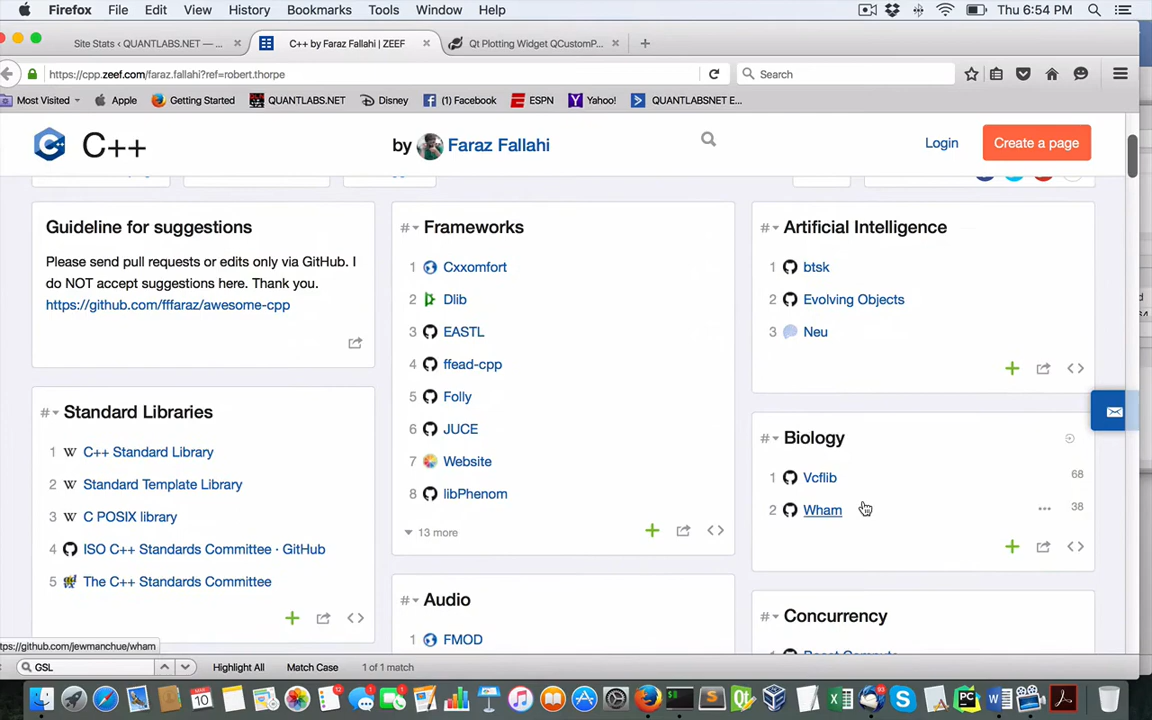 Firefox File Edit View History Bookmarks Tools Window Help Thu 6:54 PM
Site Stats ‹ QUANTLABS.NET — ... × C++ by Faraz Fallahi | ZEEF × Qt Plotting Widget QCustomP... × +
https://cpp.zeef.com/faraz.fallahi?ref=robert.thorpe Search
Most Visited Apple Getting Started QUANTLABS.NET Disney (1) Facebook ESPN Yahoo! QUANTLABSNET E...
C++ by Faraz Fallahi Login Create a page
Guideline for suggestions
Please send pull requests or edits only via GitHub. I
do NOT accept suggestions here. Thank you.
https://github.com/fffaraz/awesome-cpp
# Standard Libraries
1 W C++ Standard Library
2 W Standard Template Library
3 W C POSIX library
4 ISO C++ Standards Committee · GitHub
5 The C++ Standards Committee
# Frameworks
1 Cxxomfort
2 Dlib
3 EASTL
4 ffead-cpp
5 Folly
6 JUCE
7 Website
8 libPhenom
13 more
# Audio
1 FMOD
# Artificial Intelligence
1 btsk
2 Evolving Objects
3 Neu
# Biology
1 Vcflib 68
2 Wham ... 38
# Concurrency
ttps://github.com/jewmanchue/wham
GSL Highlight All Match Case 1 of 1 match